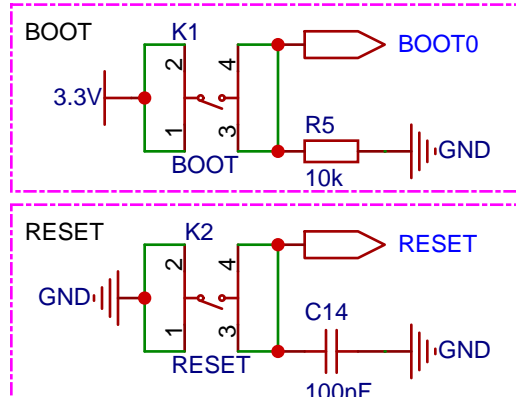 BOOT
K1
2
4
BOOT0
3.3V
1
3
R5
BOOT
GND
10k
RESET
K2
2
4
RESET
GND
1
3
C14
RESET
GND
100nF